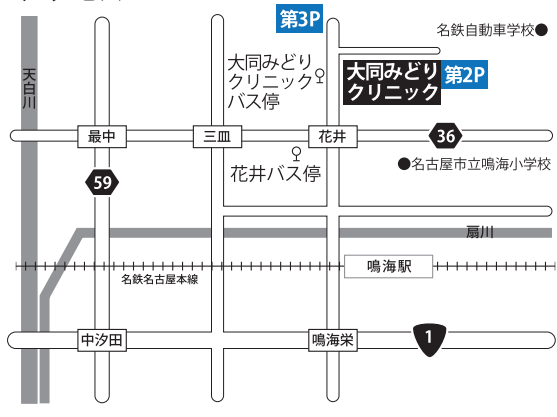 第3P
名鉄自動車学校
大同みどり
クリニック
バス停
大同みどり
クリニック
第2P
天白川
最中
三皿
花井
36
花井バス停
名古屋市立鳴海小学校
59
扇川
鳴海駅
名鉄名古屋本線
中汐田
鳴海栄
1